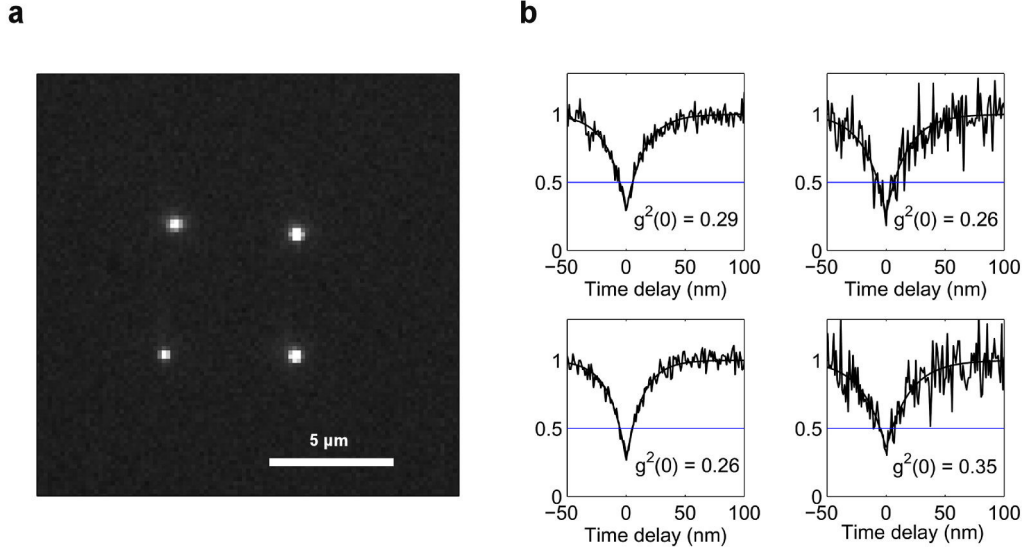 a
b
5 µm
1
0.5
0
g²(0) = 0.29
−50 0 50 100
Time delay (nm)
1
0.5
0
g²(0) = 0.26
−50 0 50 100
Time delay (nm)
1
0.5
0
g²(0) = 0.26
−50 0 50 100
Time delay (nm)
1
0.5
0
g²(0) = 0.35
−50 0 50 100
Time delay (nm)